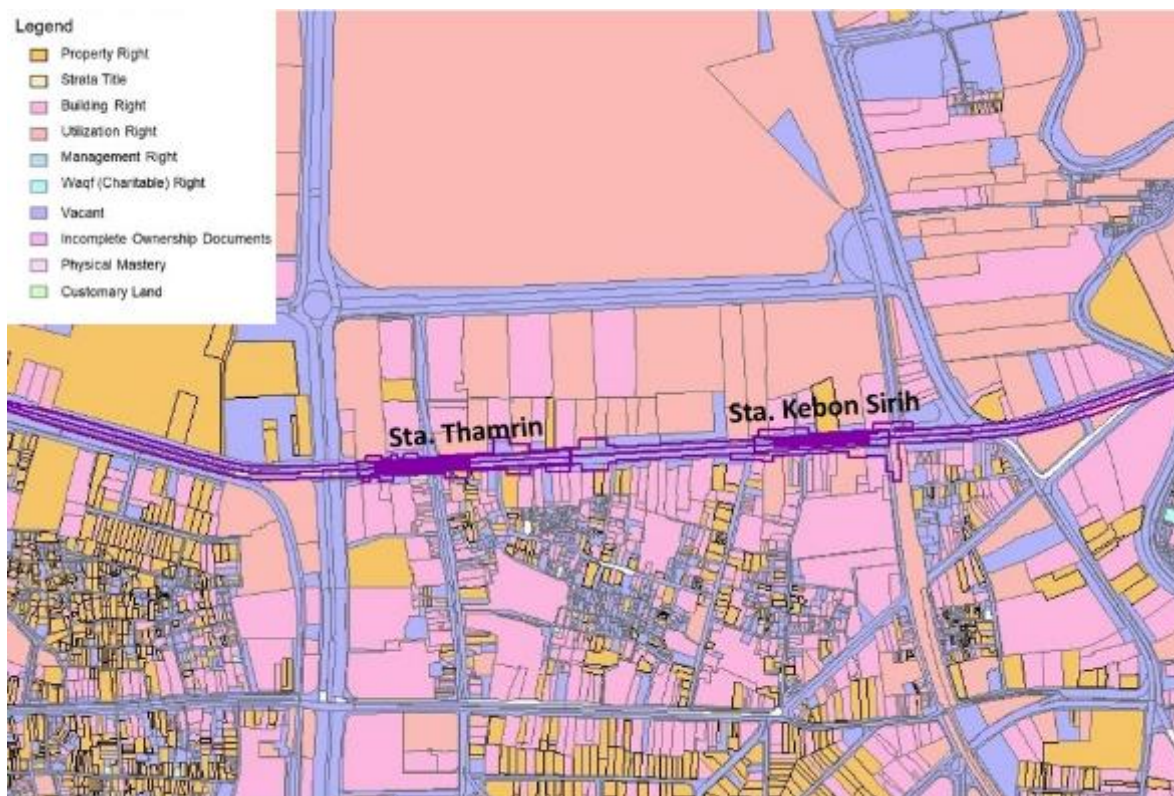 Legend
Property Right
Strata Title
Building Right
Utilization Right
Management Right
Waqf (Charitable) Right
Vacant
Incomplete Ownership Documents
Physical Mastery
Customary Land
Sta. Thamrin
Sta. Kebon Sirih